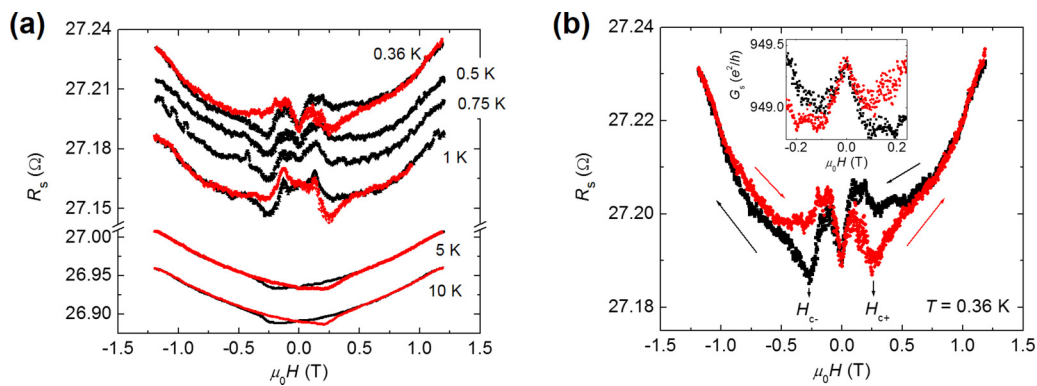 (a)
27.23
27.21
27.18
27.15
27.00
26.95
26.90
R_s (Ω)
0.36 K
0.5 K
0.75 K
1 K
5 K
10 K
-1.5 -1.0 -0.5 0.0 0.5 1.0 1.5
μ₀H (T)
(b)
27.24
27.22
27.20
27.18
R_s (Ω)
949.5
949.0
G_s (e²/h)
-0.2 0.0 0.2
μ₀H (T)
H_c-
H_c+
T = 0.36 K
-1.5 -1.0 -0.5 0.0 0.5 1.0 1.5
μ₀H (T)